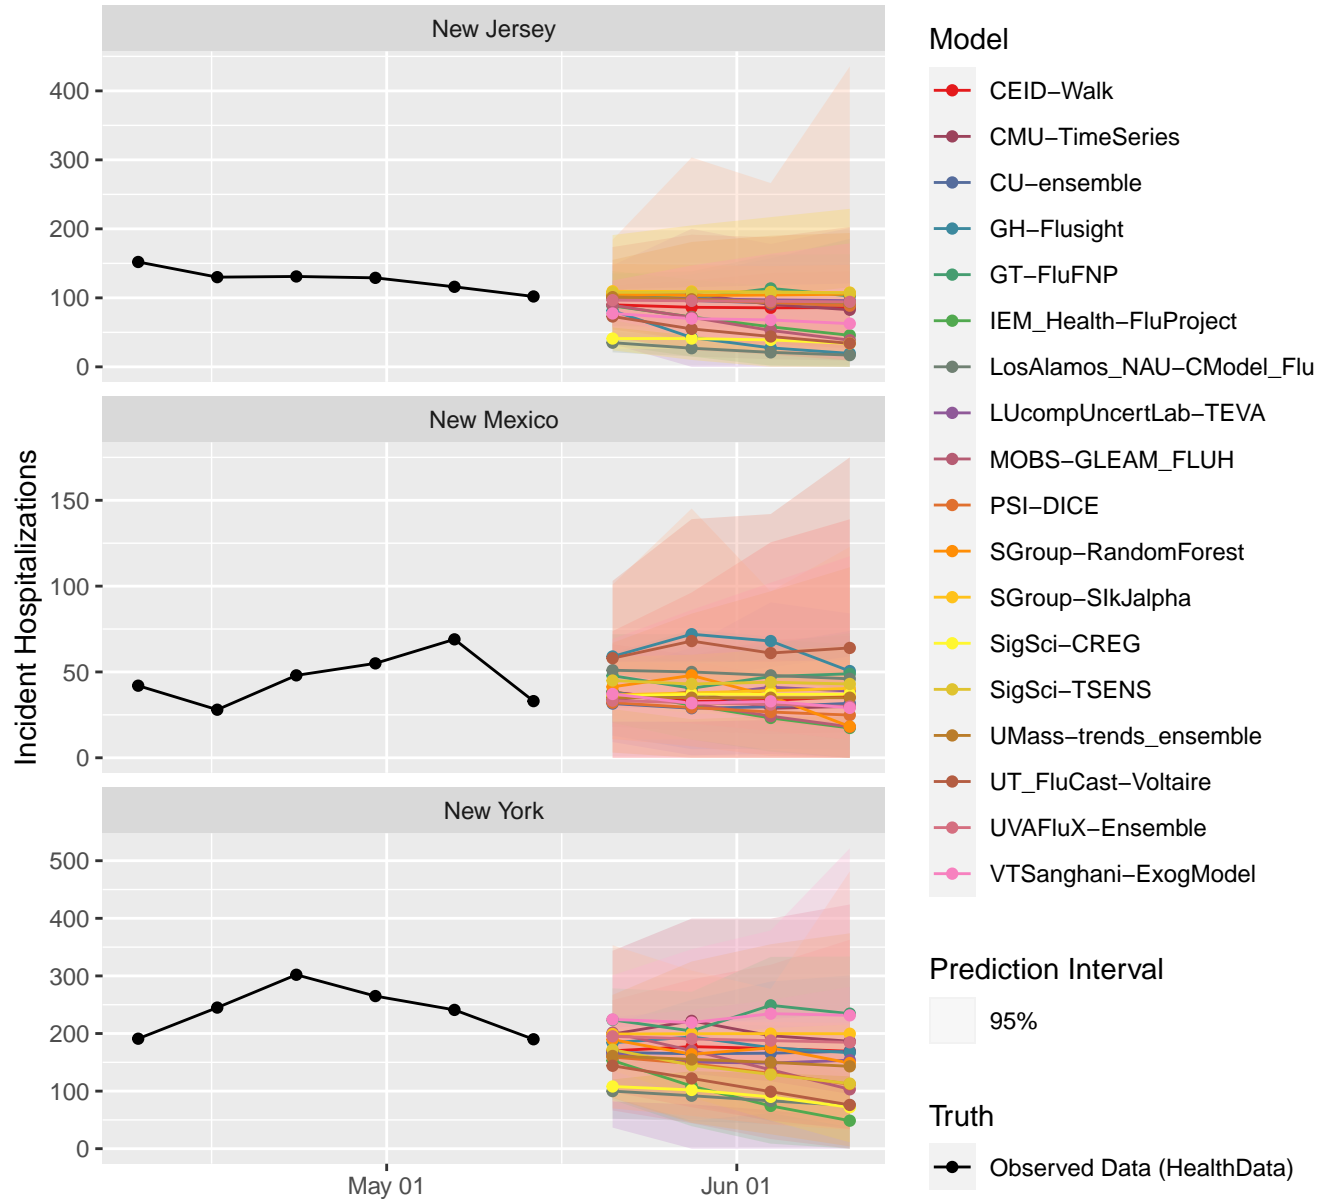 New Jersey
400
300
200
100
0
New Mexico
150
100
50
0
New York
500
400
300
200
100
0
May 01
Jun 01
Incident Hospitalizations
Model
CEID−Walk
CMU−TimeSeries
CU−ensemble
GH−Flusight
GT−FluFNP
IEM_Health−FluProject
LosAlamos_NAU−CModel_Flu
LUcompUncertLab−TEVA
MOBS−GLEAM_FLUH
PSI−DICE
SGroup−RandomForest
SGroup−SIkJalpha
SigSci−CREG
SigSci−TSENS
UMass−trends_ensemble
UT_FluCast−Voltaire
UVAFluX−Ensemble
VTSanghani−ExogModel
Prediction Interval
95%
Truth
Observed Data (HealthData)